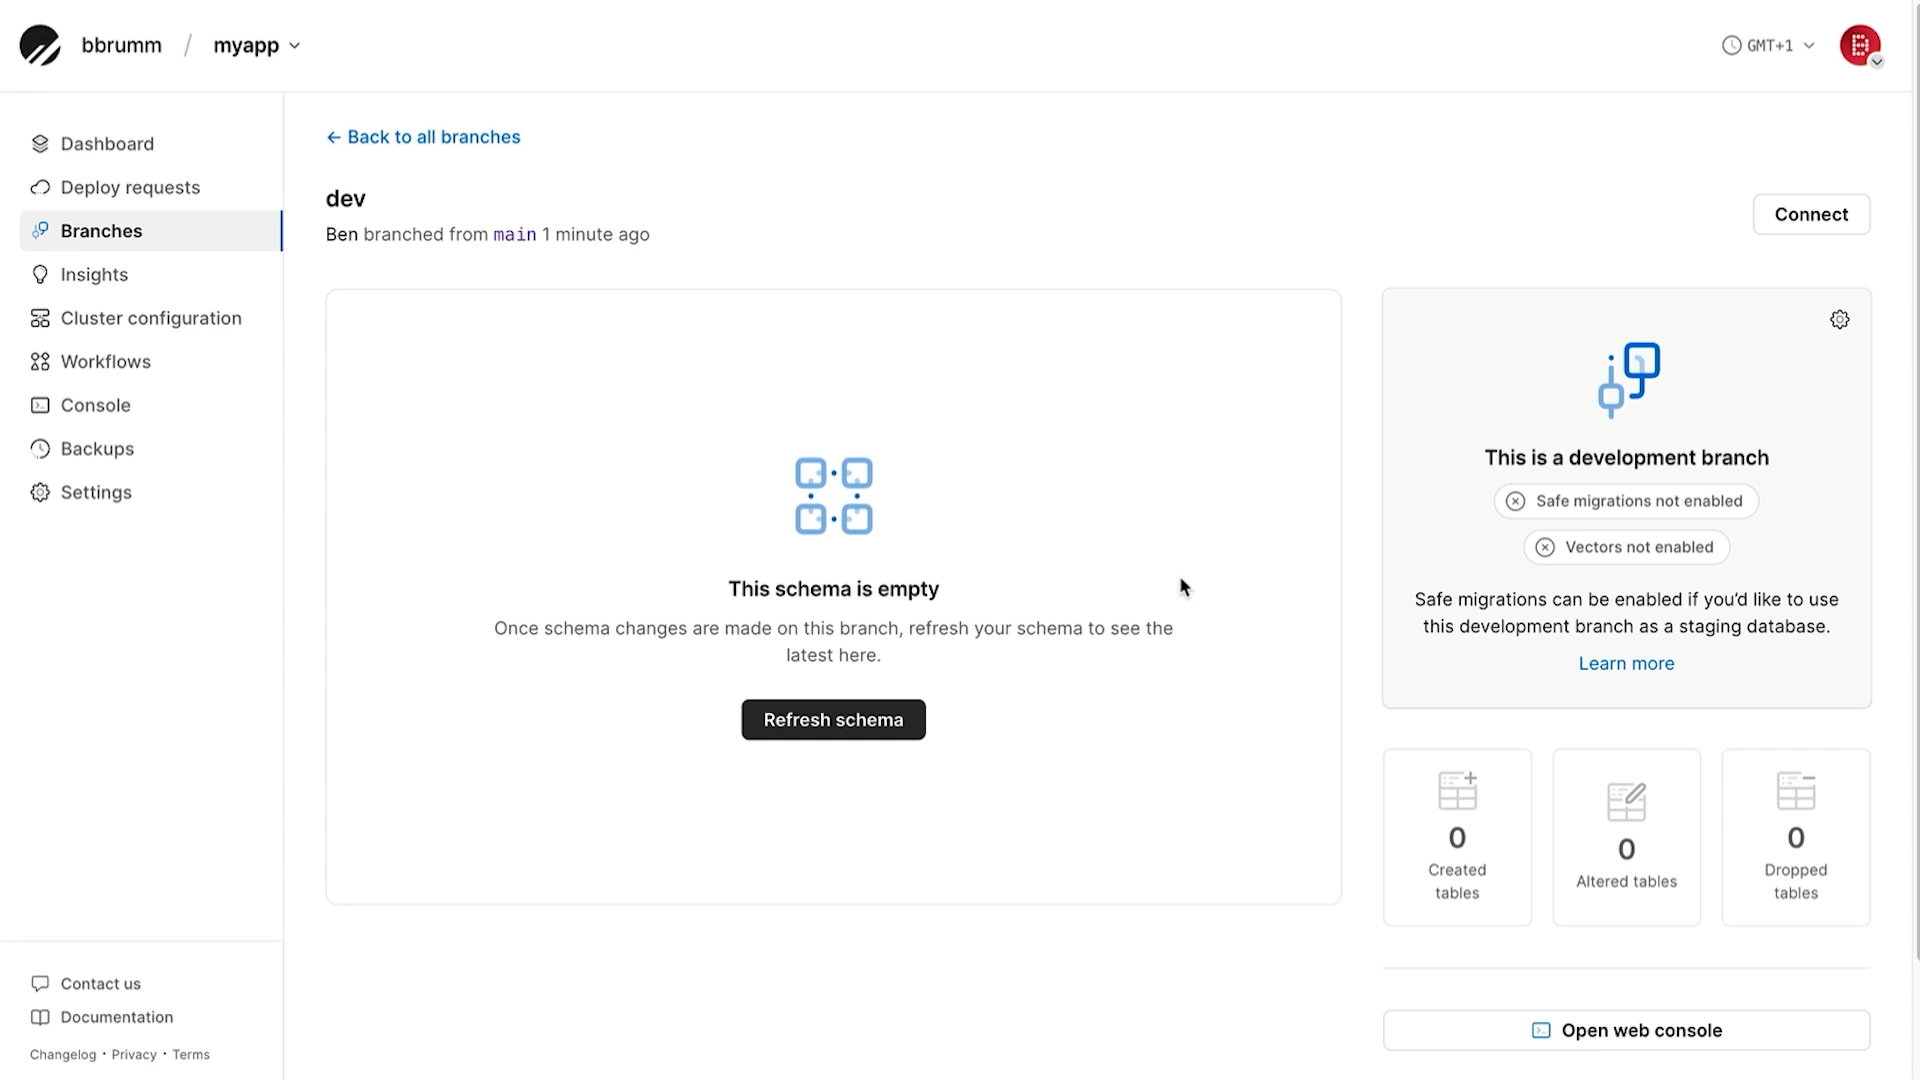 bbrumm / myapp
GMT+1
Dashboard
Deploy requests
Branches
Insights
Cluster configuration
Workflows
Console
Backups
Settings
Contact us
Documentation
Changelog · Privacy · Terms
← Back to all branches
dev
Ben branched from main 1 minute ago
Connect
This schema is empty
Once schema changes are made on this branch, refresh your schema to see the
latest here.
Refresh schema
This is a development branch
Safe migrations not enabled
Vectors not enabled
Safe migrations can be enabled if you'd like to use
this development branch as a staging database.
Learn more
0
Created
tables
0
Altered tables
0
Dropped
tables
Open web console